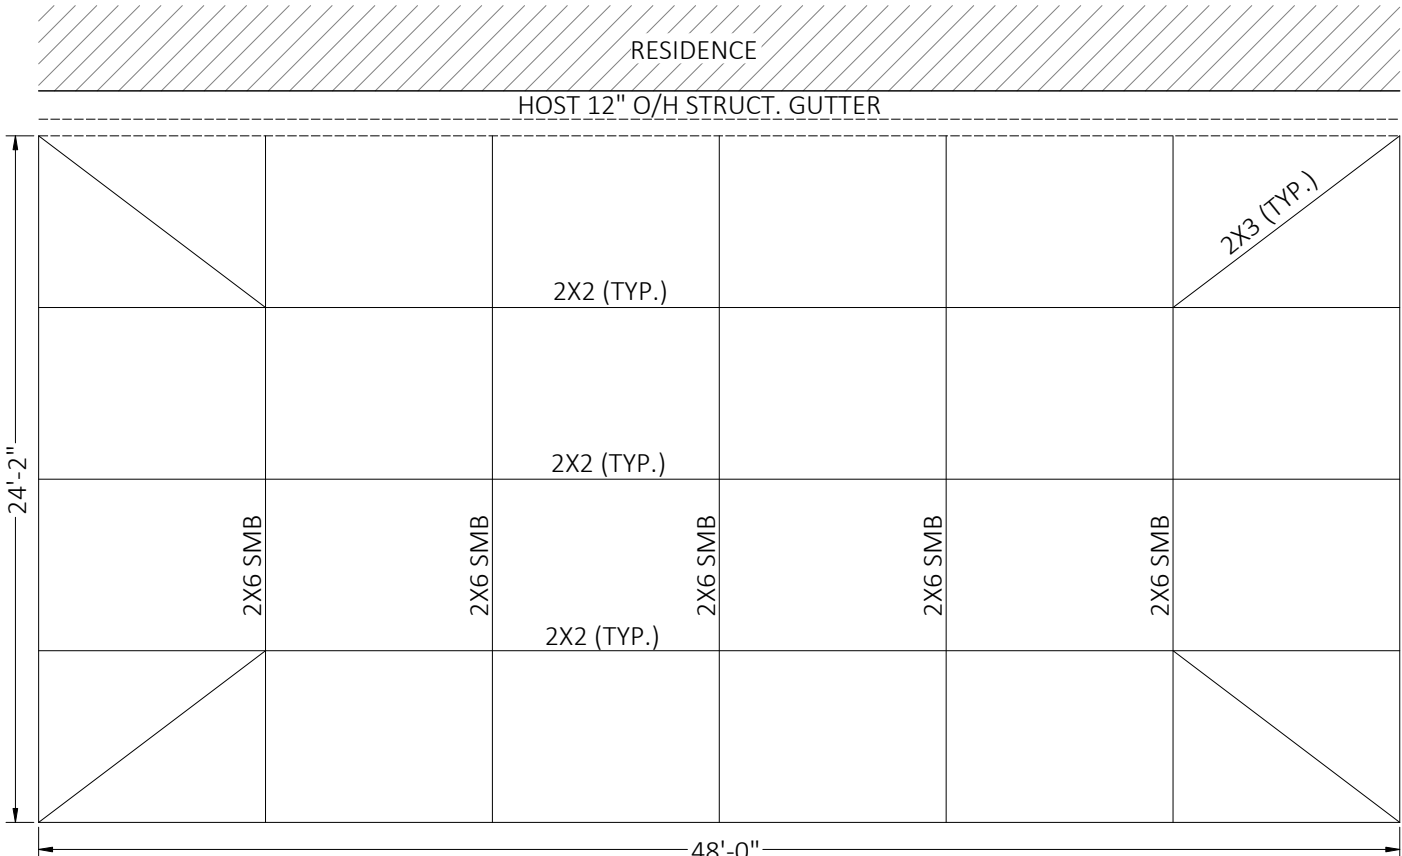 RESIDENCE
HOST 12" O/H STRUCT. GUTTER
2X3 (TYP.)
2X2 (TYP.)
2X2 (TYP.)
24'-2"
2X6 SMB
2X6 SMB
2X6 SMB
2X6 SMB
2X6 SMB
2X2 (TYP.)
48'-0"